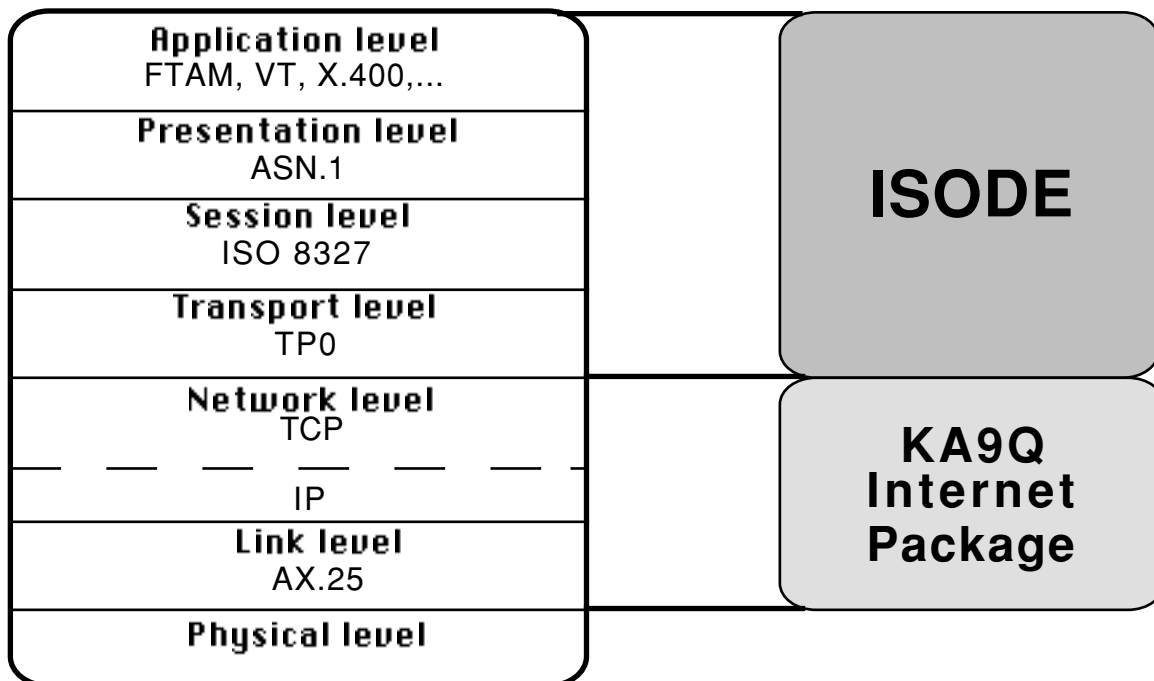 Application level
FTAM, VT, X.400,...
Presentation level
ASN.1
Session level
ISO 8327
Transport level
TP0
Network level
TCP
IP
Link level
AX.25
Physical level
ISODE
KA9Q
Internet
Package